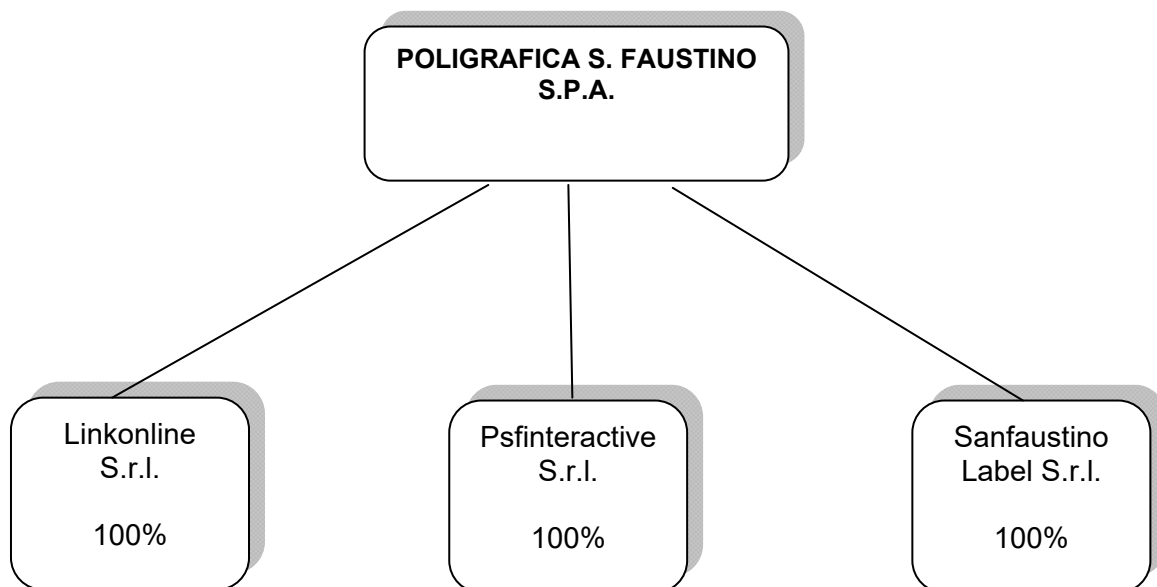 POLIGRAFICA S. FAUSTINO
S.P.A.
Linkonline
S.r.l.
100%
Psfinteractive
S.r.l.
100%
Sanfaustino
Label S.r.l.
100%